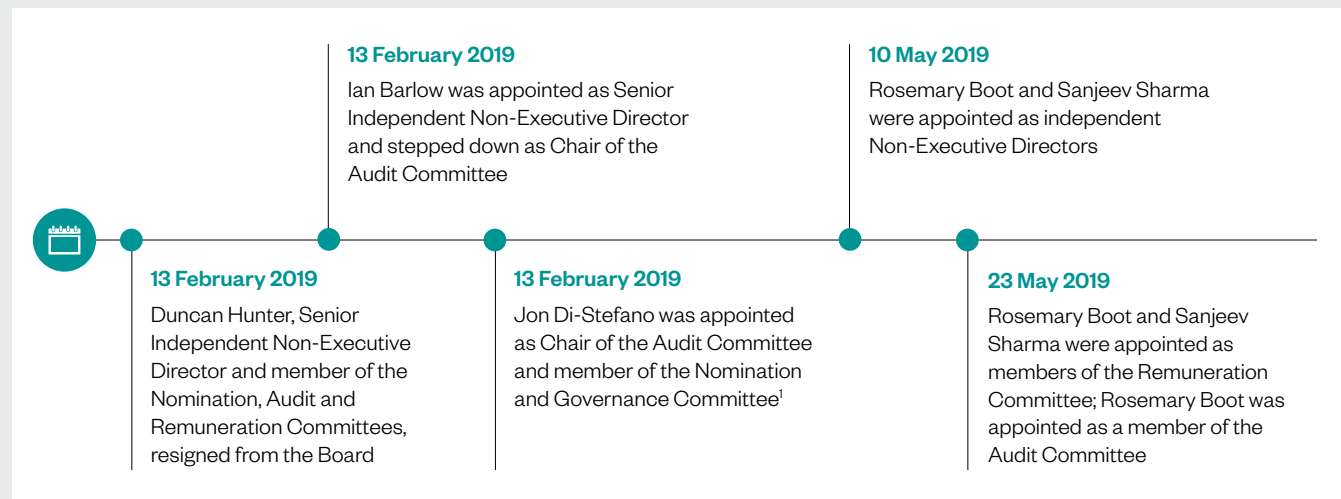 13 February 2019
Ian Barlow was appointed as Senior
Independent Non-Executive Director
and stepped down as Chair of the
Audit Committee
10 May 2019
Rosemary Boot and Sanjeev Sharma
were appointed as independent
Non-Executive Directors
13 February 2019
Duncan Hunter, Senior
Independent Non-Executive
Director and member of the
Nomination, Audit and
Remuneration Committees,
resigned from the Board
13 February 2019
Jon Di-Stefano was appointed
as Chair of the Audit Committee
and member of the Nomination
and Governance Committee¹
23 May 2019
Rosemary Boot and Sanjeev
Sharma were appointed as
members of the Remuneration
Committee; Rosemary Boot was
appointed as a member of the
Audit Committee